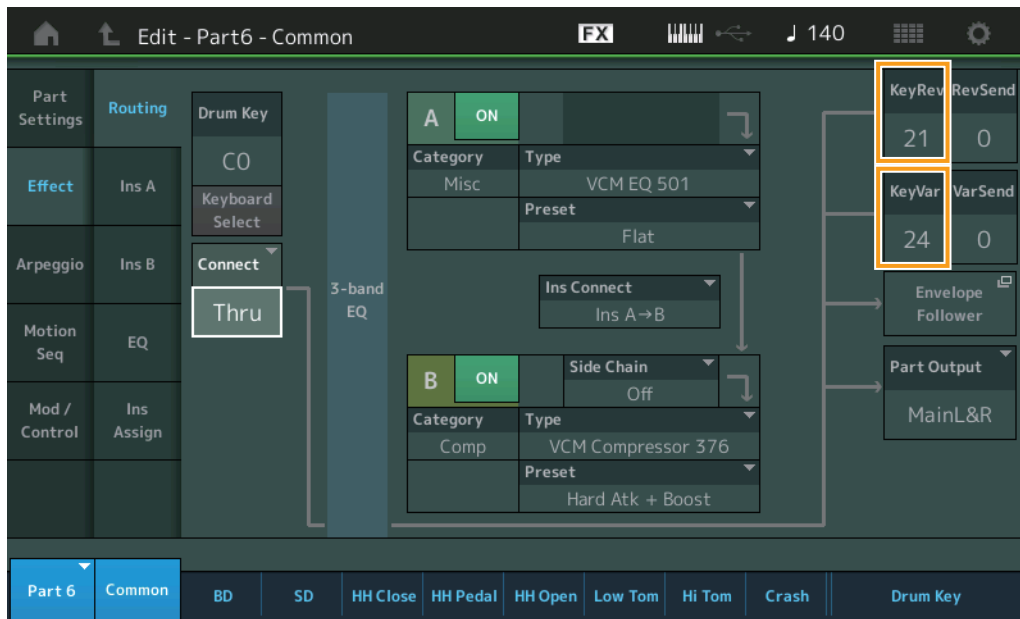 Edit - Part6 - Common
FX
♩ 140
Part
Settings
Effect
Arpeggio
Motion
Seq
Mod /
Control
Routing
Ins A
Ins B
EQ
Ins
Assign
Drum Key
C0
Keyboard
Select
Connect
Thru
3-band
EQ
A ON
Category Type
Misc VCM EQ 501
Preset
Flat
Ins Connect
Ins A→B
B ON Side Chain
Off
Category Type
Comp VCM Compressor 376
Preset
Hard Atk + Boost
KeyRev RevSend
21 0
KeyVar VarSend
24 0
Envelope
Follower
Part Output
MainL&R
Part 6 Common BD SD HH Close HH Pedal HH Open Low Tom Hi Tom Crash Drum Key